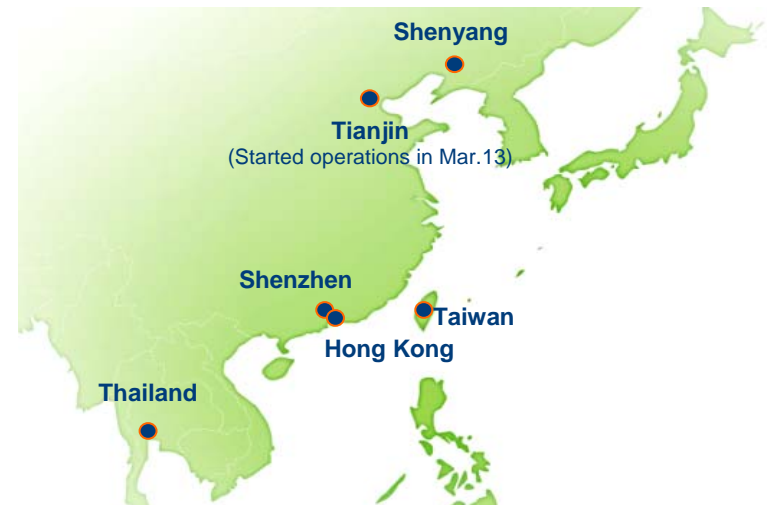 Shenyang
Tianjin
(Started operations in Mar.13)
Shenzhen
Taiwan
Hong Kong
Thailand